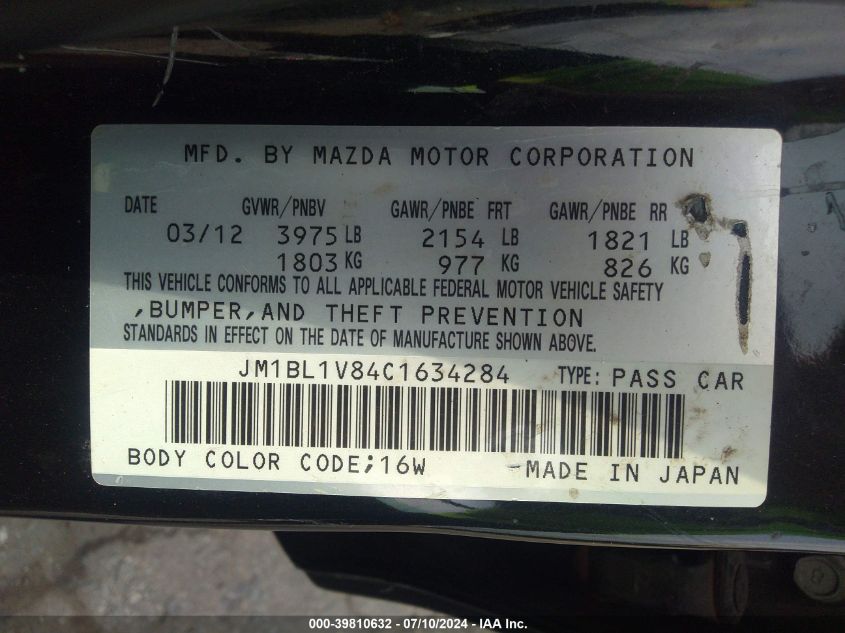 MFD. BY MAZDA MOTOR CORPORATION
DATE GVWR/PNBV GAWR/PNBE FRT GAWR/PNBE RR
03/12 3975 LB 2154 LB 1821 LB
1803 KG 977 KG 826 KG
THIS VEHICLE CONFORMS TO ALL APPLICABLE FEDERAL MOTOR VEHICLE SAFETY
,BUMPER,AND THEFT PREVENTION
STANDARDS IN EFFECT ON THE DATE OF MANUFACTURE SHOWN ABOVE.
JM1BL1V84C1634284 TYPE: PASS CAR
BODY COLOR CODE;16W MADE IN JAPAN
000-39810632 - 07/10/2024 - IAA Inc.